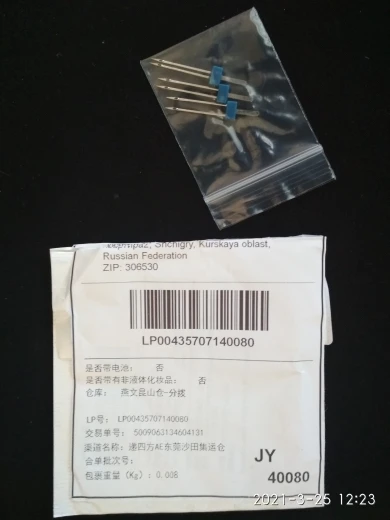 Shchigry, Kurskaya oblast,
Russian Federation
ZIP: 306530
LP00435707140080
是否带电池: 否
是否带有非液体化妆品: 否
仓库: 燕文昆山仓-分拨
LP号: LP00435707140080
交易单号: 5009063134604131
渠道名称: 递四方AE东莞沙田集运仓
合单批次号:
包裹重量 (Kg): 0.008
JY
40080
2021-3-25 12:23